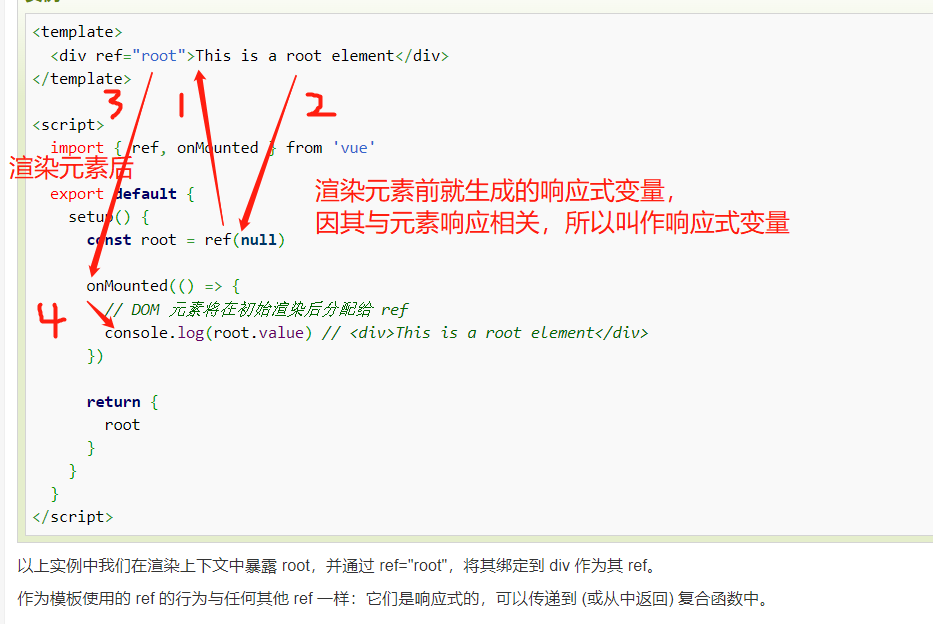 <template>
<div ref="root">This is a root element</div>
</template>
3 1 2
<script>
import { ref, onMounted } from 'vue'
渲染元素后
export default {
渲染元素前就生成的响应式变量，
setup() {
因其与元素响应相关，所以叫作响应式变量
const root = ref(null)
onMounted(() => {
4
// DOM 元素将在初始渲染后分配给 ref
console.log(root.value) // <div>This is a root element</div>
})
return {
root
}
}
}
</script>
以上实例中我们在渲染上下文中暴露 root，并通过 ref="root"，将其绑定到 div 作为其 ref。
作为模板使用的 ref 的行为与任何其他 ref 一样：它们是响应式的，可以传递到 (或从中返回) 复合函数中。